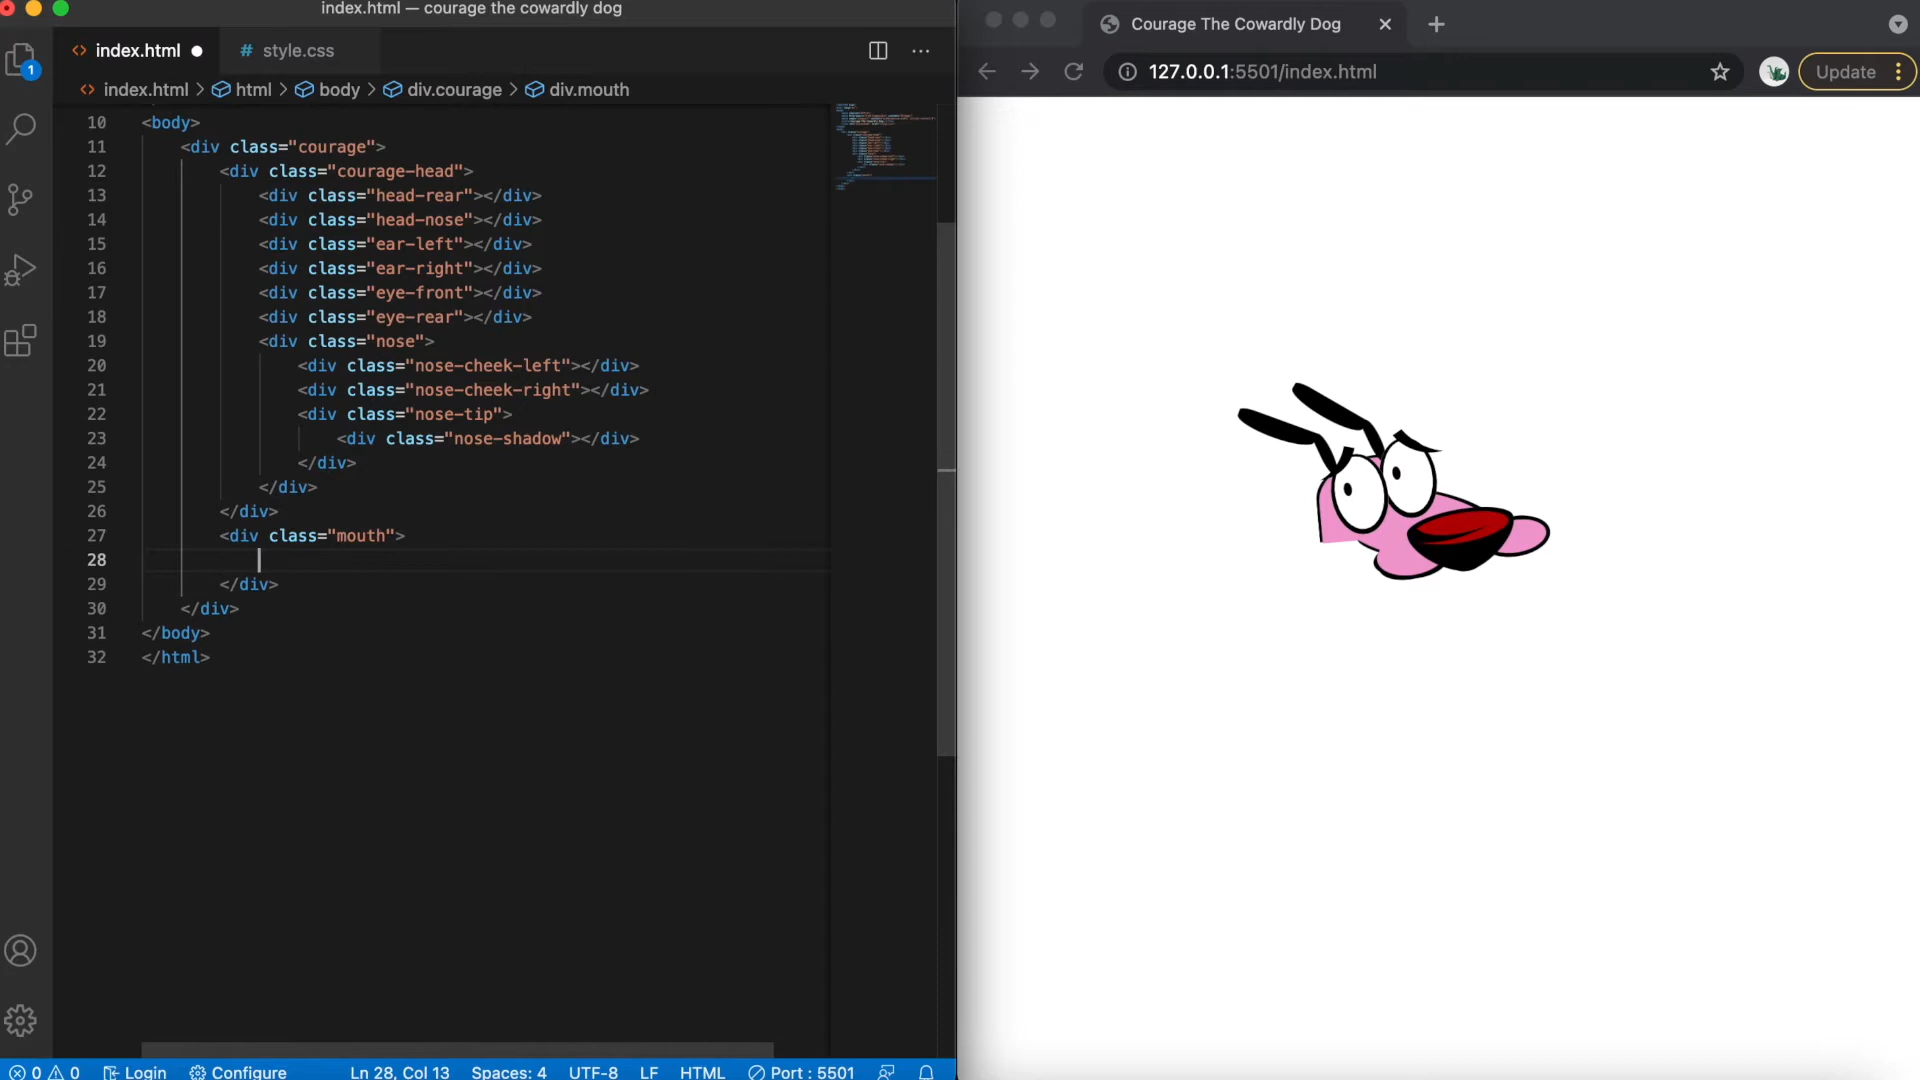 index.html — courage the cowardly dog
index.html
# style.css
1
index.html > html > body > div.courage > div.mouth
10 <body>
11 <div class="courage">
12 <div class="courage-head">
13 <div class="head-rear"></div>
14 <div class="head-nose"></div>
15 <div class="ear-left"></div>
16 <div class="ear-right"></div>
17 <div class="eye-front"></div>
18 <div class="eye-rear"></div>
19 <div class="nose">
20 <div class="nose-cheek-left"></div>
21 <div class="nose-cheek-right"></div>
22 <div class="nose-tip">
23 <div class="nose-shadow"></div>
24 </div>
25 </div>
26 </div>
27 <div class="mouth">
28
29 </div>
30 </div>
31 </body>
32 </html>
0 0 Login Configure Ln 28, Col 13 Spaces: 4 UTF-8 LF HTML Port : 5501
Courage The Cowardly Dog
127.0.0.1:5501/index.html
Update